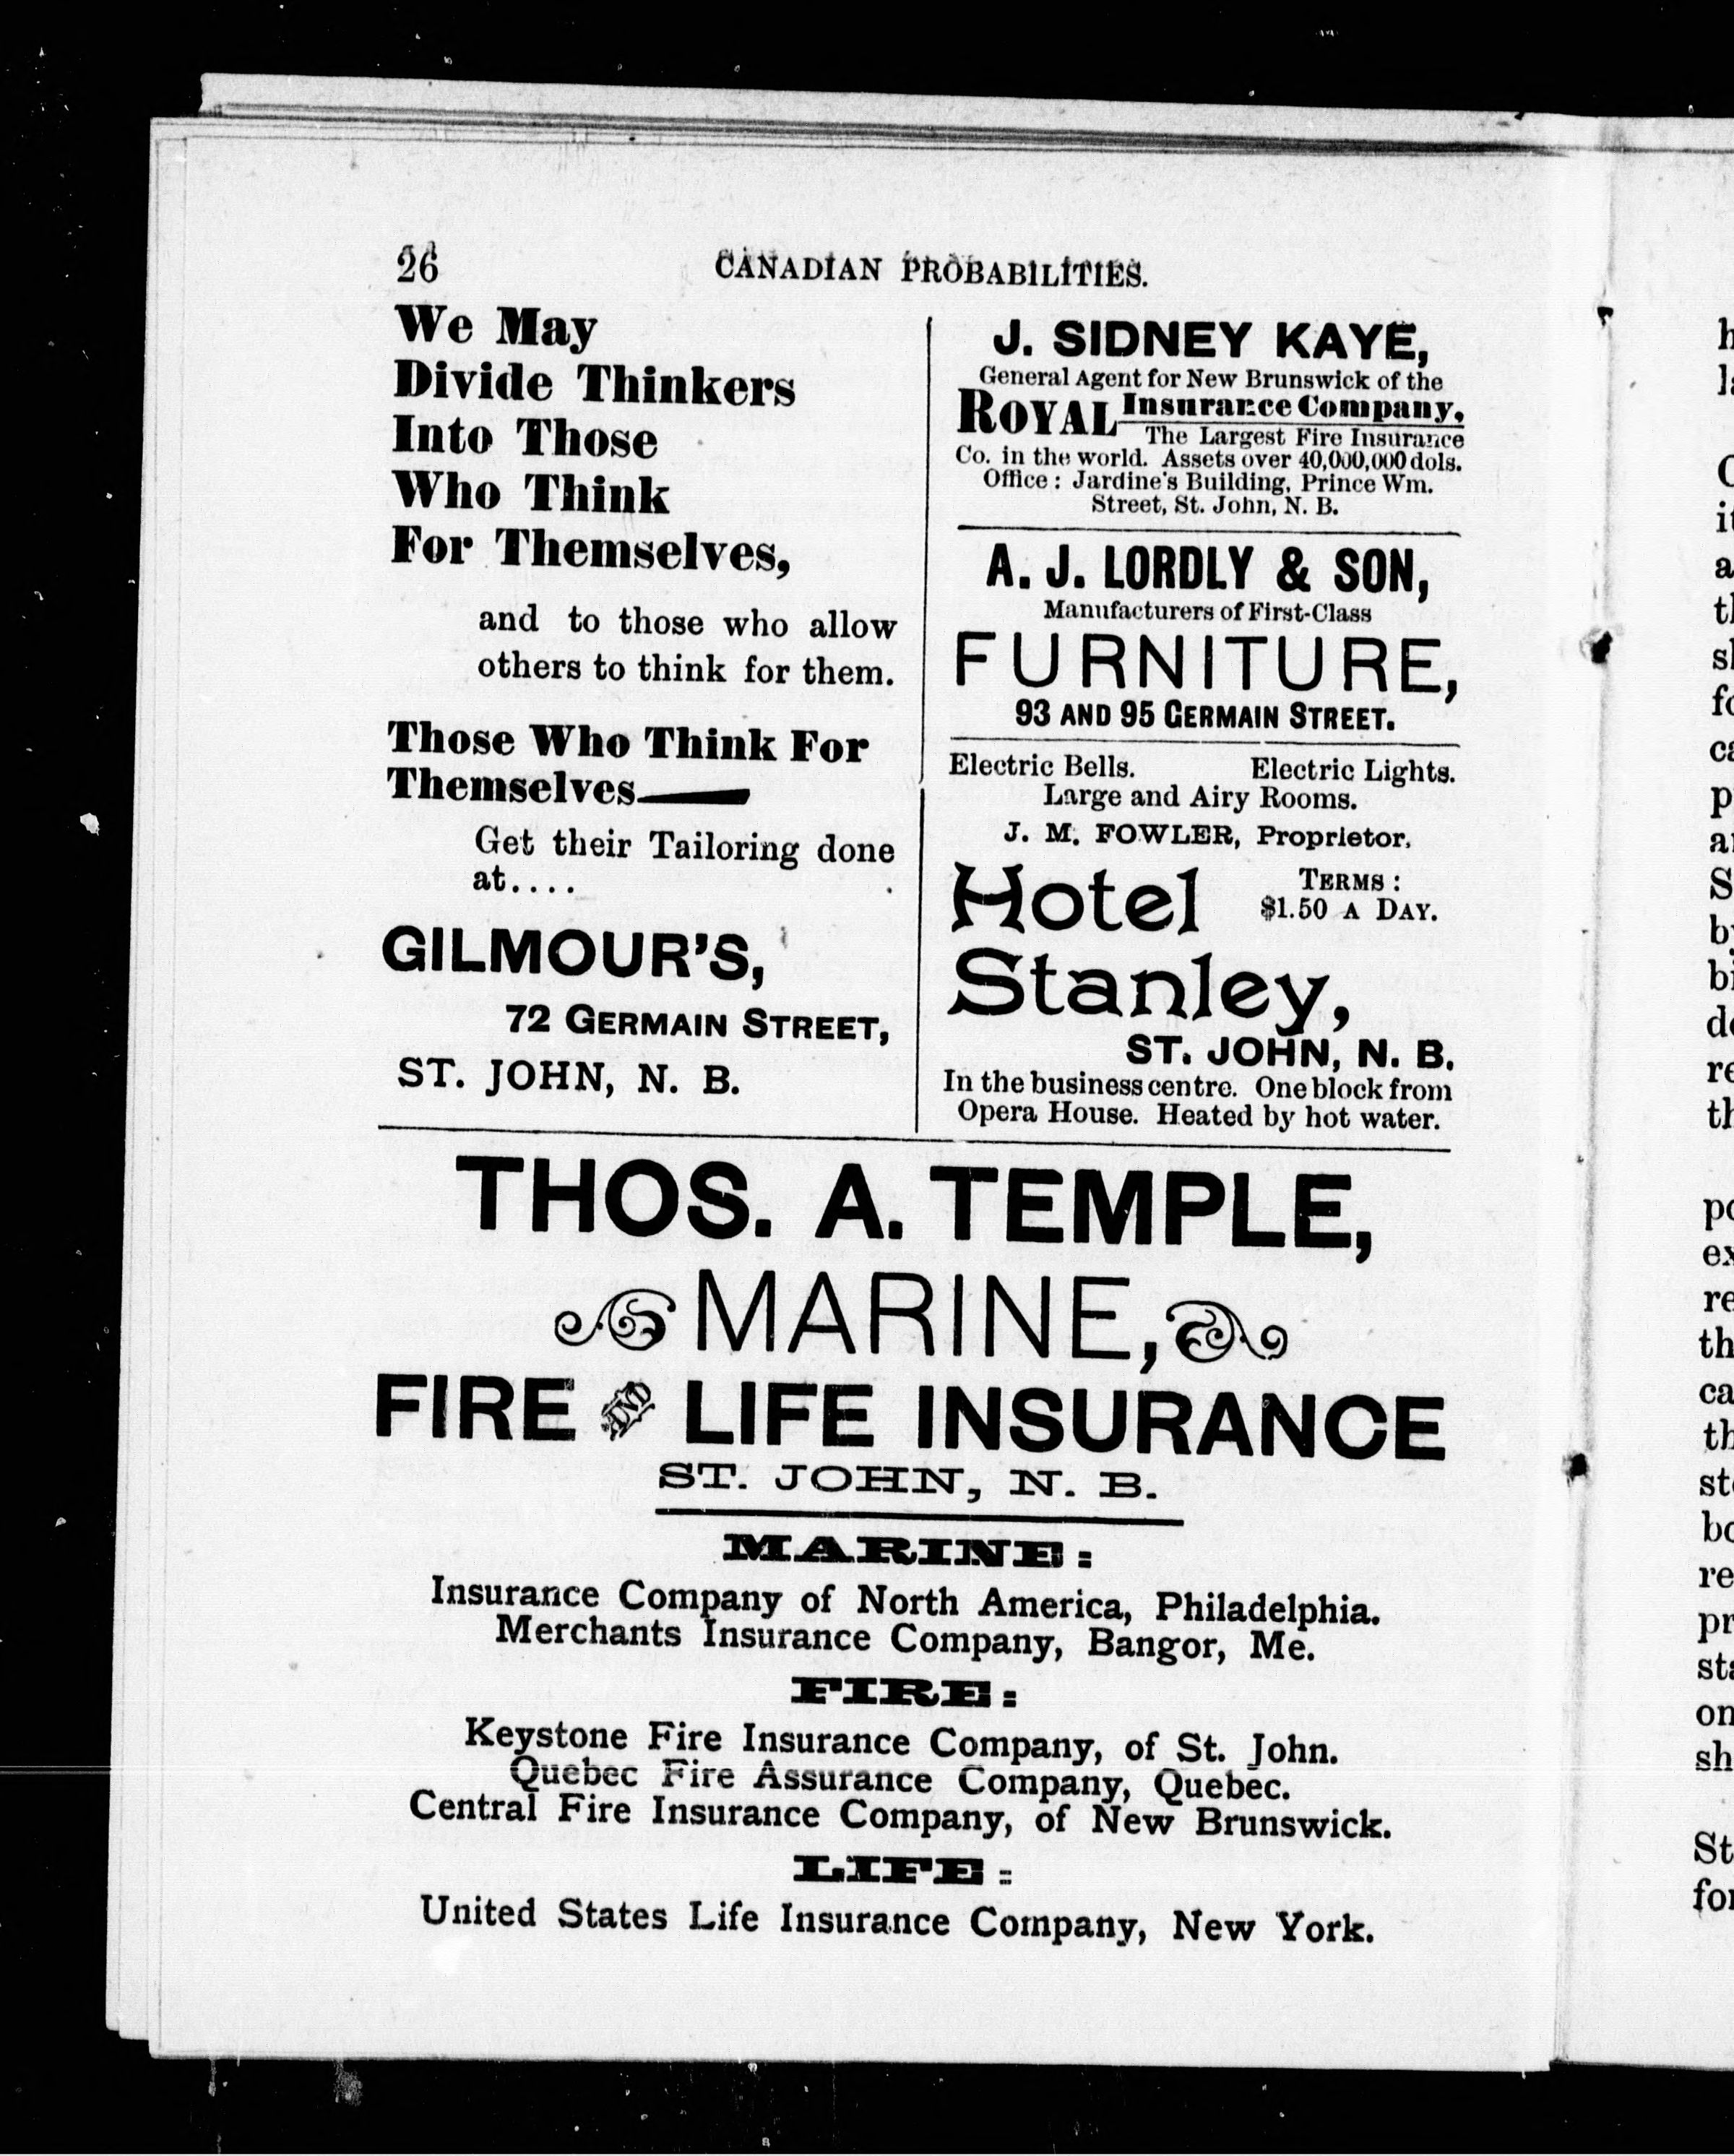 26 CANADIAN PROBABILITIES.
We May
Divide Thinkers
Into Those
Who Think
For Themselves,
and to those who allow
others to think for them.
Those Who Think For
Themselves
Get their Tailoring done
at....
GILMOUR'S,
72 GERMAIN STREET,
ST. JOHN, N. B.
J. SIDNEY KAYE,
General Agent for New Brunswick of the
ROYAL Insurance Company,
The Largest Fire Insurance
Co. in the world. Assets over 40,000,000 dols.
Office : Jardine's Building, Prince Wm.
Street, St. John, N. B.
A. J. LORDLY & SON,
Manufacturers of First-Class
FURNITURE,
93 AND 95 GERMAIN STREET.
Electric Bells. Electric Lights.
Large and Airy Rooms.
J. M. FOWLER, Proprietor.
Hotel TERMS :
$1.50 A DAY.
Stanley,
ST. JOHN, N. B.
In the business centre. One block from
Opera House. Heated by hot water.
THOS. A. TEMPLE,
MARINE,
FIRE AND LIFE INSURANCE
ST. JOHN, N. B.
MARINE:
Insurance Company of North America, Philadelphia.
Merchants Insurance Company, Bangor, Me.
FIRE:
Keystone Fire Insurance Company, of St. John.
Quebec Fire Assurance Company, Quebec.
Central Fire Insurance Company, of New Brunswick.
LIFE:
United States Life Insurance Company, New York.